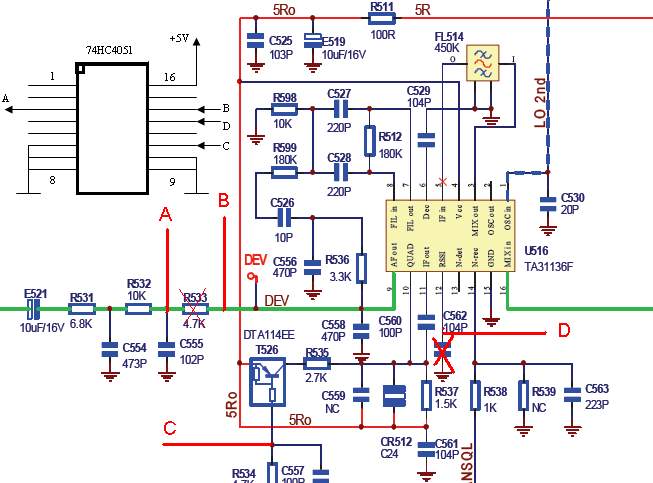 5Ro
R511
5R
100R
74HC4051
+5V
C525
103P
E519
10uF/16V
FL514
450K
O
I
1
16
A
B
D
C
8
9
R598
10K
C527
220P
C529
104P
R512
180K
LO 2nd
R599
180K
C528
220P
C526
10P
8
7
6
5
4
3
2
1
FIL in
FIL out
Dec
IF in
Vcc
MIX out
OSC out
OSC in
C530
20P
AF out
QUAD
IF out
RSSI
N-det
N-rec
GND
MIX in
U516
TA31136F
9
10
11
12
13
14
15
16
A
B
C556
470P
R536
3.3K
DEV
DEV
E521
10uF/16V
R531
6.8K
R532
10K
R533
4.7K
C554
473P
C555
102P
C558
470P
C560
100P
C562
104P
D
DTA114EE
T526
R535
2.7K
5Ro
C559
NC
CR512
C24
R537
1.5K
R538
1K
R539
NC
C563
223P
5Ro
C
C561
104P
NSQL
R534
4.7K
C557
100P